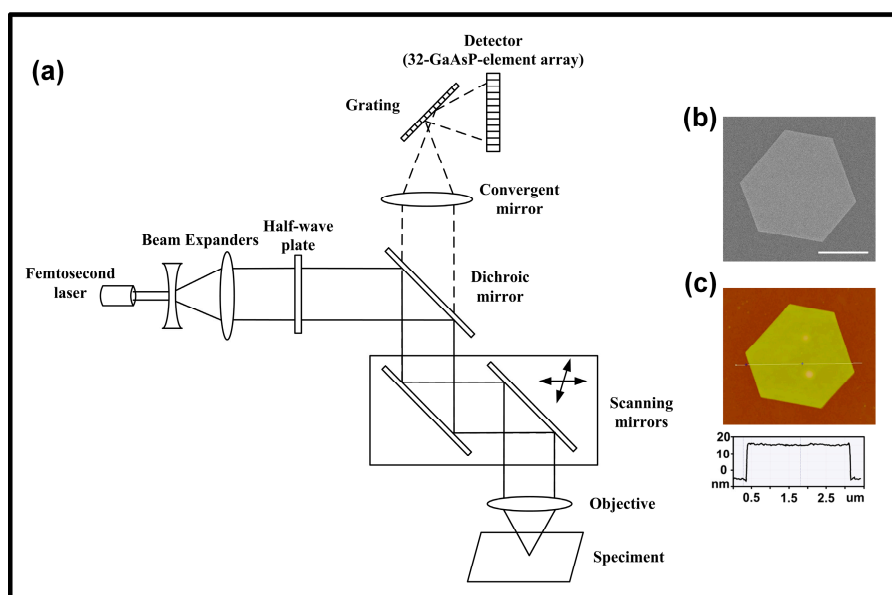 (a)
Detector
(32-GaAsP-element array)
Grating
Convergent
mirror
Half-wave
plate
Beam Expanders
Femtosecond
laser
Dichroic
mirror
Scanning
mirrors
Objective
Speciment
(b)
(c)
20
10
0
nm
0.5 1.5 2.5 um